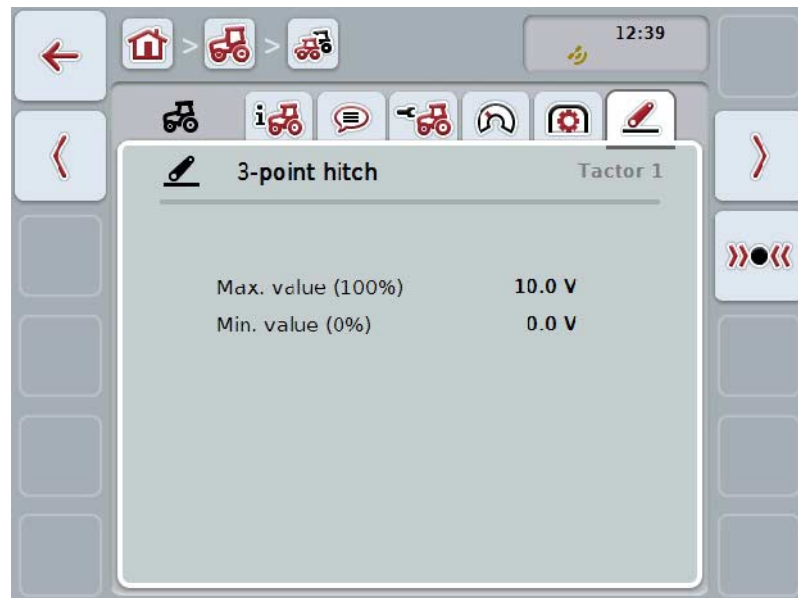 12:39
3-point hitch Tactor 1
Max. value (100%) 10.0 V
Min. value (0%) 0.0 V